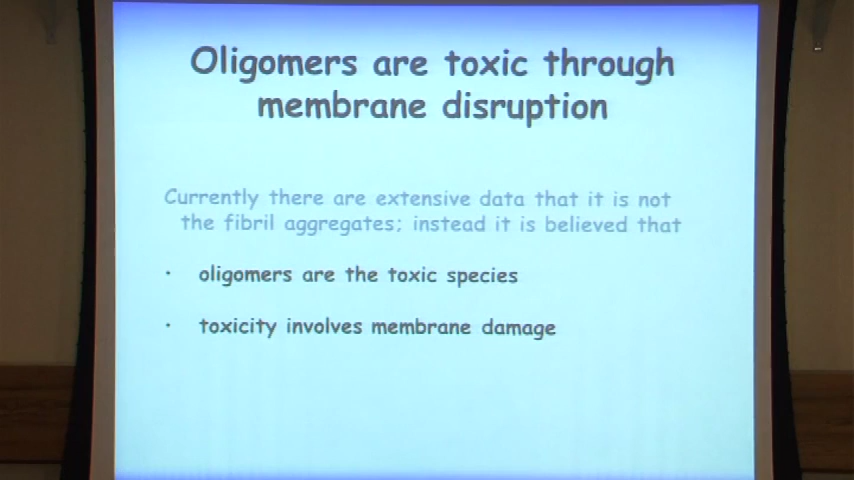 Oligomers are toxic through
membrane disruption
Currently there are extensive data that it is not
the fibril aggregates; instead it is believed that
• oligomers are the toxic species
• toxicity involves membrane damage